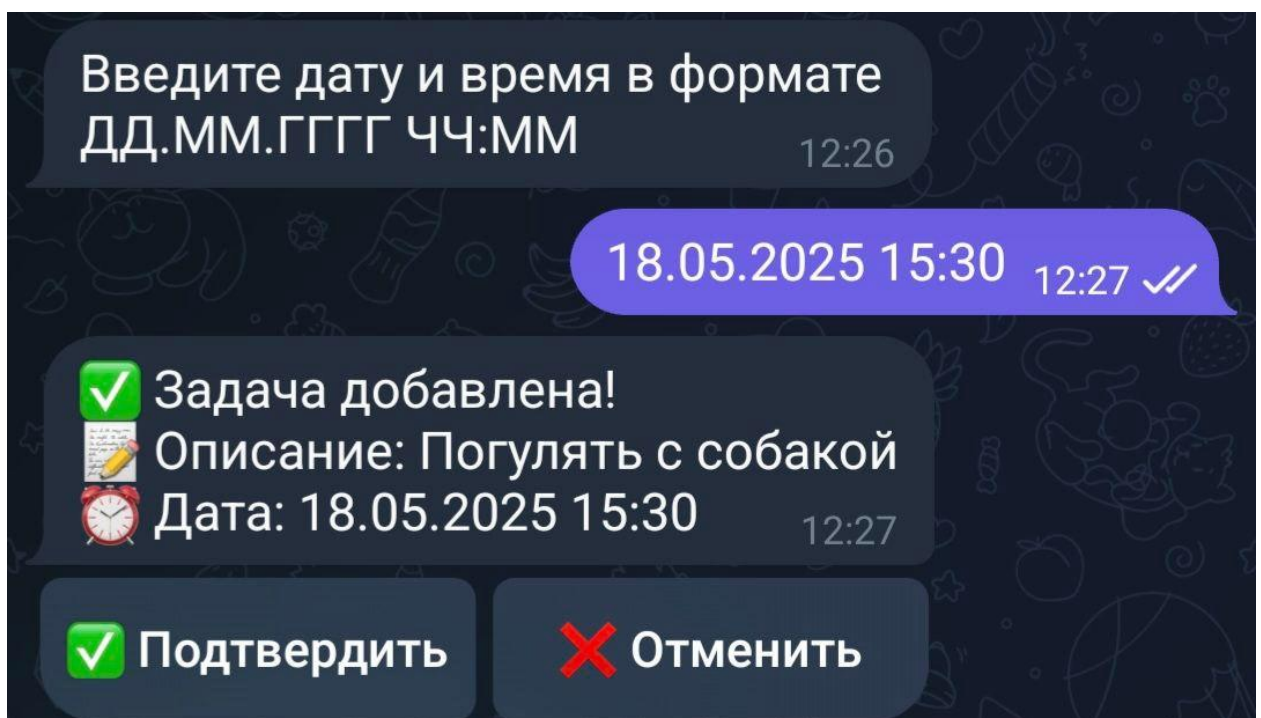 Введите дату и время в формате
ДД.ММ.ГГГГ ЧЧ:ММ 12:26
18.05.2025 15:30 12:27
✅ Задача добавлена!
📝 Описание: Погулять с собакой
⏰ Дата: 18.05.2025 15:30 12:27
✅ Подтвердить ❌ Отменить